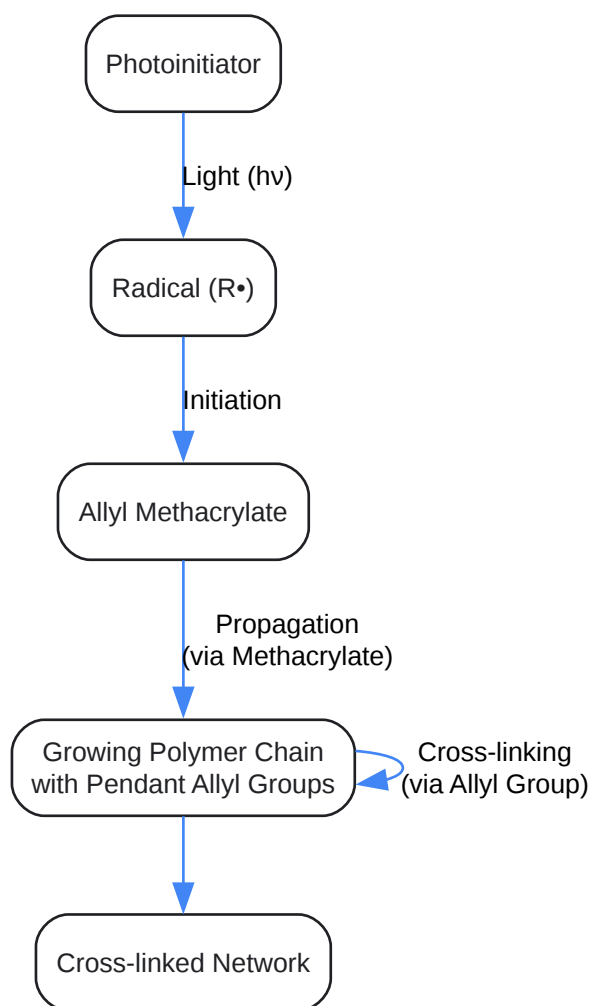 Photoinitiator
Light (hν)
Radical (R•)
Initiation
Allyl Methacrylate
Propagation
(via Methacrylate)
Growing Polymer Chain
with Pendant Allyl Groups
Cross-linking
(via Allyl Group)
Cross-linked Network